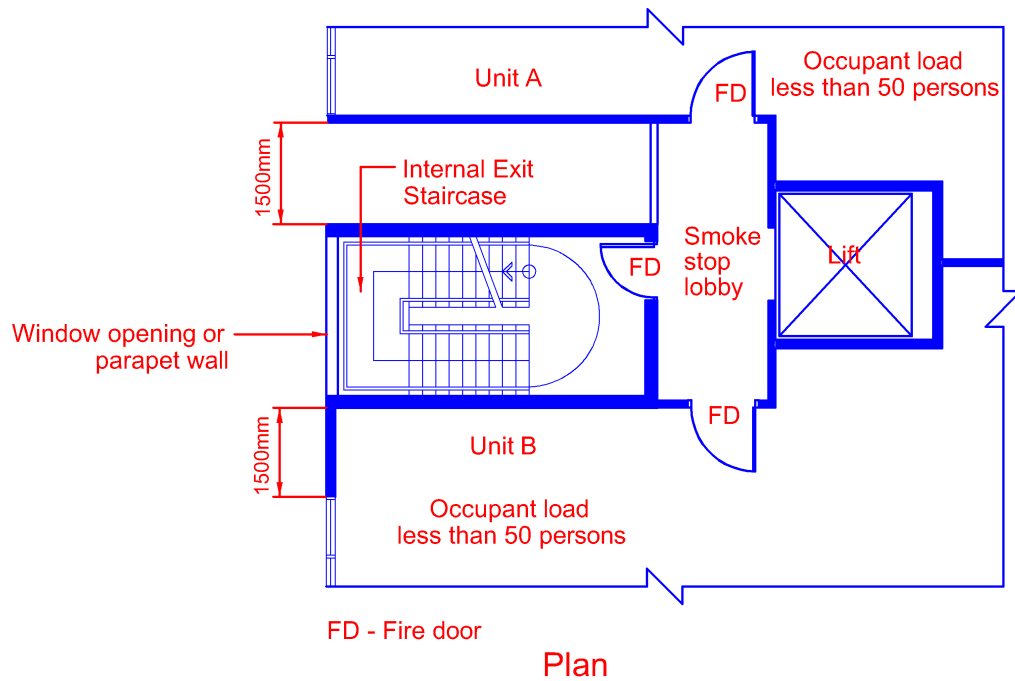 Unit A
Occupant load
less than 50 persons
FD
1500mm
Internal Exit
Staircase
Smoke
stop
lobby
FD
Lift
Window opening or
parapet wall
FD
1500mm
Unit B
Occupant load
less than 50 persons
FD - Fire door
Plan